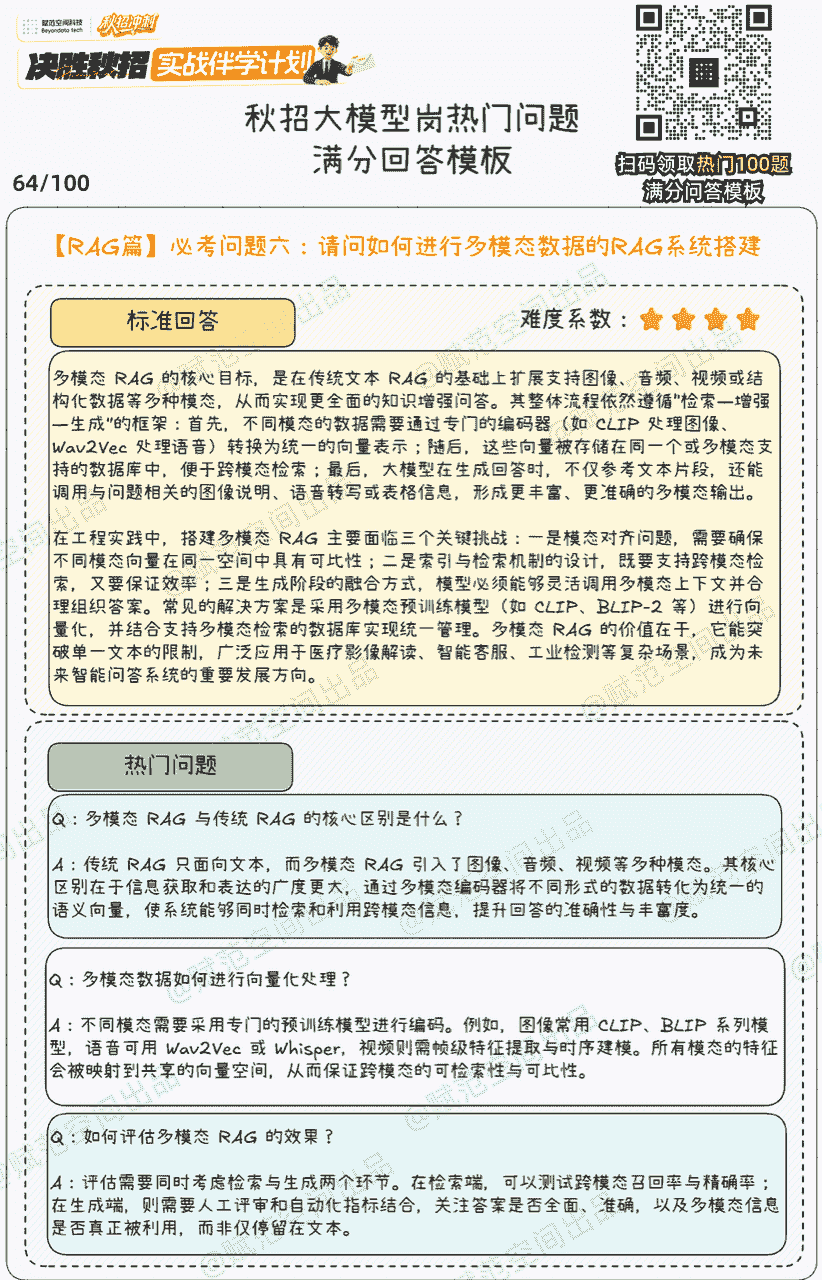 赋范空间科技
Beyondata tech
秋招冲刺
决胜秋招 实战伴学计划
秋招大模型岗热门问题
满分回答模板
扫码领取热门100题
满分问答模板
64/100
【RAG篇】必考问题六：请问如何进行多模态数据的RAG系统搭建
标准回答
难度系数：
多模态 RAG 的核心目标，是在传统文本 RAG 的基础上扩展支持图像、音频、视频或结
构化数据等多种模态，从而实现更全面的知识增强问答。其整体流程依然遵循"检索—增强
—生成"的框架：首先，不同模态的数据需要通过专门的编码器（如 CLIP 处理图像、
Wav2Vec 处理语音）转换为统一的向量表示；随后，这些向量被存储在同一个或多模态支
持的数据库中，便于跨模态检索；最后，大模型在生成回答时，不仅参考文本片段，还能
调用与问题相关的图像说明、语音转写或表格信息，形成更丰富、更准确的多模态输出。
在工程实践中，搭建多模态 RAG 主要面临三个关键挑战：一是模态对齐问题，需要确保
不同模态向量在同一空间中具有可比性；二是索引与检索机制的设计，既要支持跨模态检
索，又要保证效率；三是生成阶段的融合方式，模型必须能够灵活调用多模态上下文并合
理组织答案。常见的解决方案是采用多模态预训练模型（如 CLIP、BLIP-2 等）进行向
量化，并结合支持多模态检索的数据库实现统一管理。多模态 RAG 的价值在于，它能突
破单一文本的限制，广泛应用于医疗影像解读、智能客服、工业检测等复杂场景，成为未
来智能问答系统的重要发展方向。
热门问题
Q：多模态 RAG 与传统 RAG 的核心区别是什么？
A：传统 RAG 只面向文本，而多模态 RAG 引入了图像、音频、视频等多种模态。其核心
区别在于信息获取和表达的广度更大，通过多模态编码器将不同形式的数据转化为统一的
语义向量，使系统能够同时检索和利用跨模态信息，提升回答的准确性与丰富度。
Q：多模态数据如何进行向量化处理？
A：不同模态需要采用专门的预训练模型进行编码。例如，图像常用 CLIP、BLIP 系列模
型，语音可用 Wav2Vec 或 Whisper，视频则需帧级特征提取与时序建模。所有模态的特征
会被映射到共享的向量空间，从而保证跨模态的可检索性与可比性。
Q：如何评估多模态 RAG 的效果？
A：评估需要同时考虑检索与生成两个环节。在检索端，可以测试跨模态召回率与精确率；
在生成端，则需要人工评审和自动化指标结合，关注答案是否全面、准确，以及多模态信息
是否真正被利用，而非仅停留在文本。
@赋范空间出品